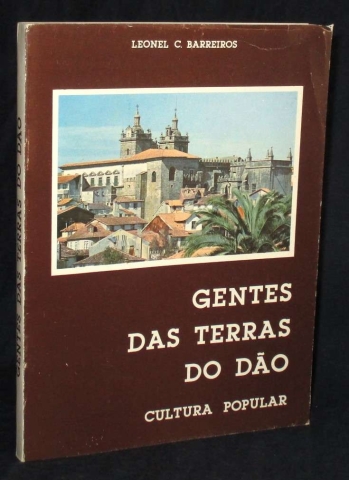 LEONEL C. BARREIROS
GENTES
DAS TERRAS
DO DÃO
CULTURA POPULAR
GENTES DAS TERRAS DO DÃO